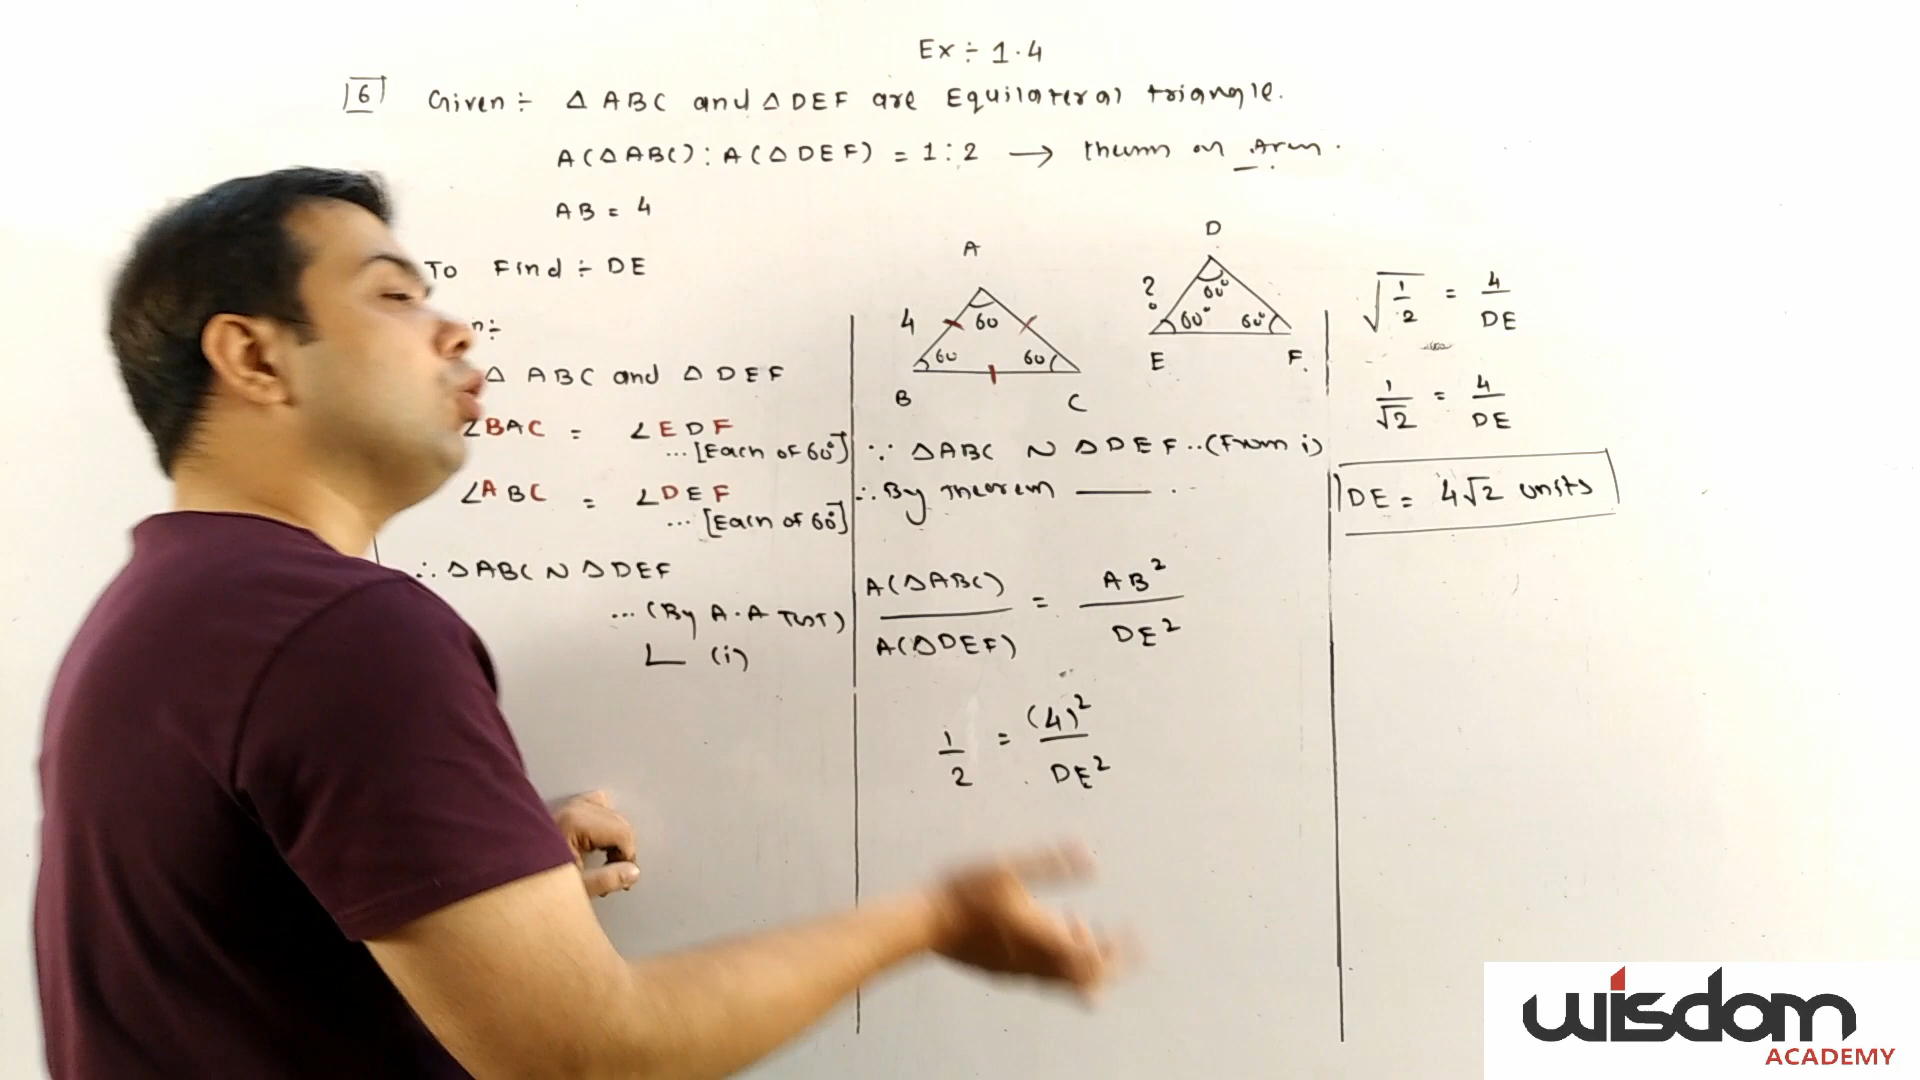 Ex ÷ 1.4
6 Given ÷ △ ABC and △ DEF are Equilateral triangle.
A(△ABC) : A(△DEF) = 1 : 2 → on
AB = 4
To Find ÷ DE
n ÷
△ ABC and △ DEF
∠BAC = ∠EDF
... [Each of 60°]
∠ABC = ∠DEF
... [Each of 60°]
∴ △ABC ~ △DEF
... (By A.A Test)
(i)
A
4
60
60
60
B
C
D
?
60°
60°
60°
E
F.
∵ △ABC ~ △DEF .. (From i)
∴ By Theorem —— .
A(△ABC) / A(△DEF) = AB² / DE²
1/2 = (4)² / DE²
√(1/2) = 4/DE
1/√2 = 4/DE
DE = 4√2 units
wisdom
ACADEMY